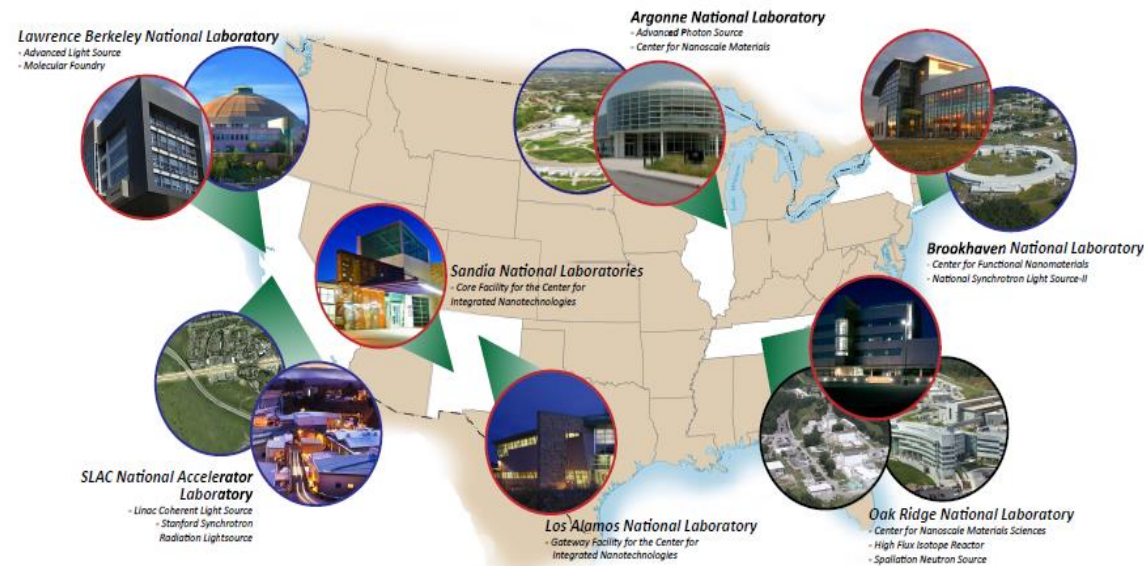 Lawrence Berkeley National Laboratory
- Advanced Light Source
- Molecular Foundry
Argonne National Laboratory
- Advanced Photon Source
- Center for Nanoscale Materials
Brookhaven National Laboratory
- Center for Functional Nanomaterials
- National Synchrotron Light Source-II
Sandia National Laboratories
- Core Facility for the Center for
Integrated Nanotechnologies
SLAC National Accelerator
Laboratory
- Linac Coherent Light Source
- Stanford Synchrotron
Radiation Lightsource
Los Alamos National Laboratory
- Gateway Facility for the Center for
Integrated Nanotechnologies
Oak Ridge National Laboratory
- Center for Nanoscale Materials Sciences
- High Flux Isotope Reactor
- Spallation Neutron Source